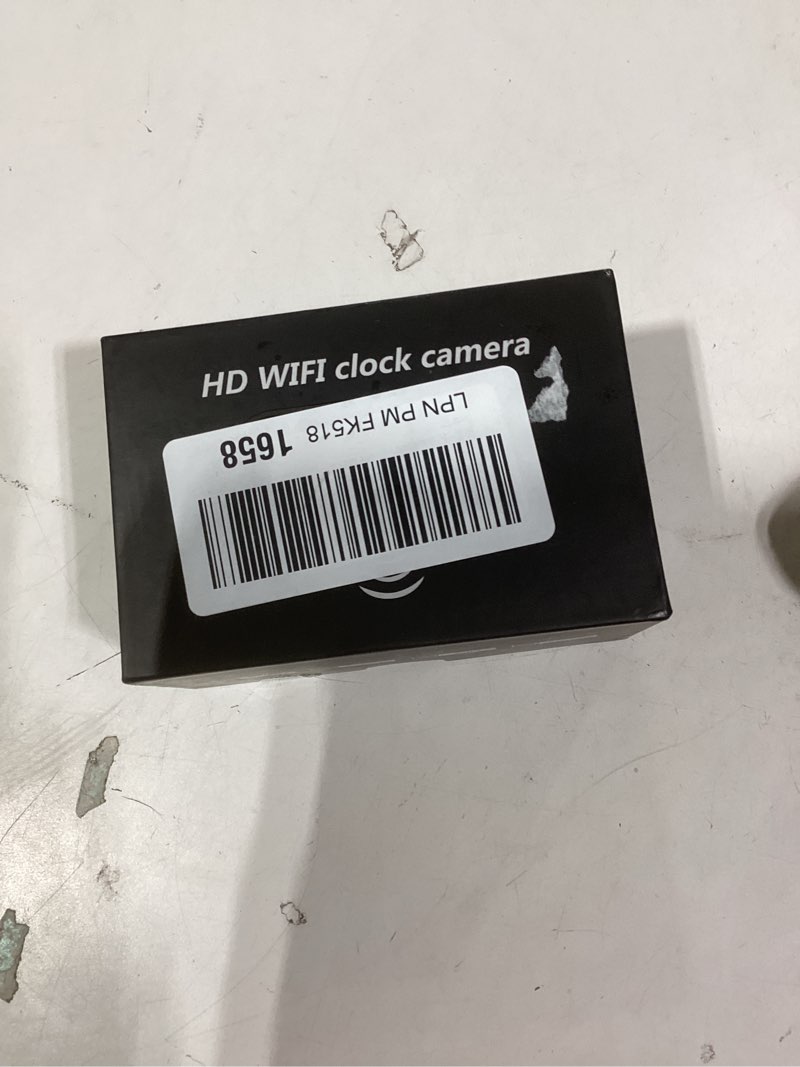 HD WIFI clock camera
LPN PM FK518 1658